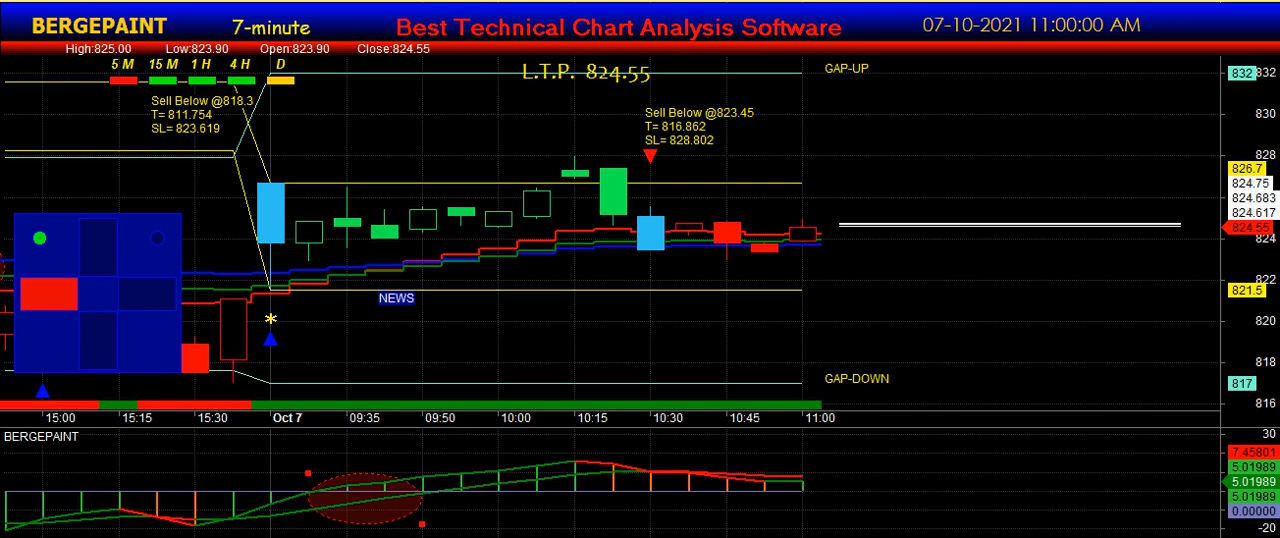 BERGEPAINT 7-minute Best Technical Chart Analysis Software 07-10-2021 11:00:00 AM
High:825.00 Low:823.90 Open:823.90 Close:824.55
5 M 15 M 1 H 4 H D
L.T.P. 824.55
GAP-UP
832 832
Sell Below @818.3
T= 811.754
SL= 823.619
Sell Below @823.45
T= 816.862
SL= 828.802
830
828
826.7
824.75
824.683
824.617
824.55
824
822
821.5
820
818
817
816
NEWS
*
GAP-DOWN
15:00 15:15 15:30 Oct 7 09:35 09:50 10:00 10:15 10:30 10:45 11:00
BERGEPAINT
30
7.45801
5.01989
5.01989
5.01989
0.00000
-20